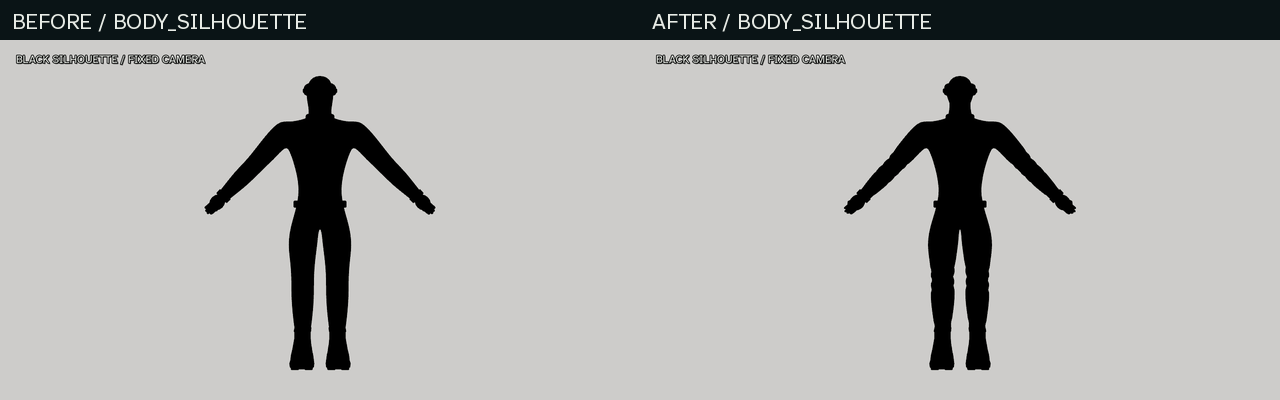 BEFORE / BODY_SILHOUETTE
AFTER / BODY_SILHOUETTE
BLACK SILHOUETTE / FIXED CAMERA
BLACK SILHOUETTE / FIXED CAMERA